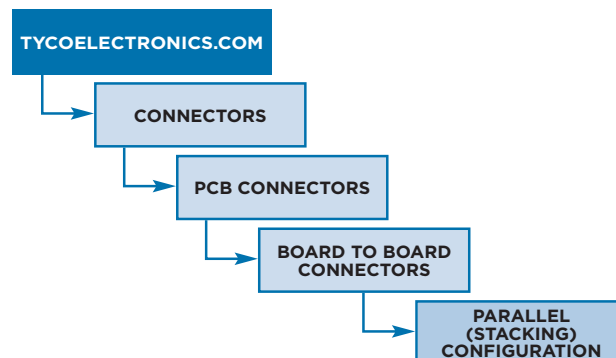 TYCOELECTRONICS.COM
CONNECTORS
PCB CONNECTORS
BOARD TO BOARD
CONNECTORS
PARALLEL
(STACKING)
CONFIGURATION